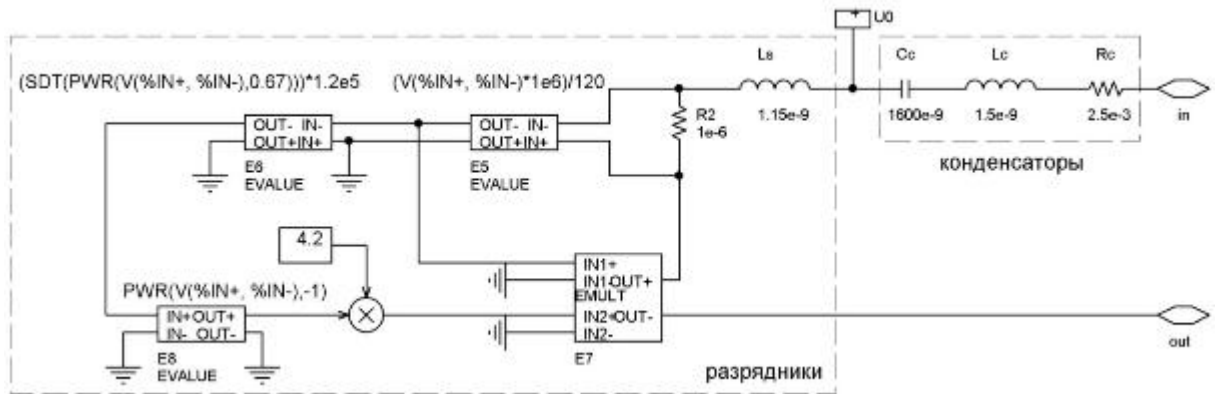 U0
Ls
Cc
Lc
Rc
(SDT(PWR(V(%IN+, %IN-),0.67)))*1.2e5
(V(%IN+, %IN-)*1e6)/120
R2
1e-6
1.15e-9
1600e-9
1.5e-9
2.5e-3
in
OUT- IN-
OUT+IN+
E6
EVALUE
OUT- IN-
OUT+IN+
E5
EVALUE
конденсаторы
4.2
PWR(V(%IN+, %IN-),-1)
IN+OUT+
IN- OUT-
E8
EVALUE
IN1+
IN1-OUT+
EMULT
IN2+OUT-
IN2-
E7
out
разрядники